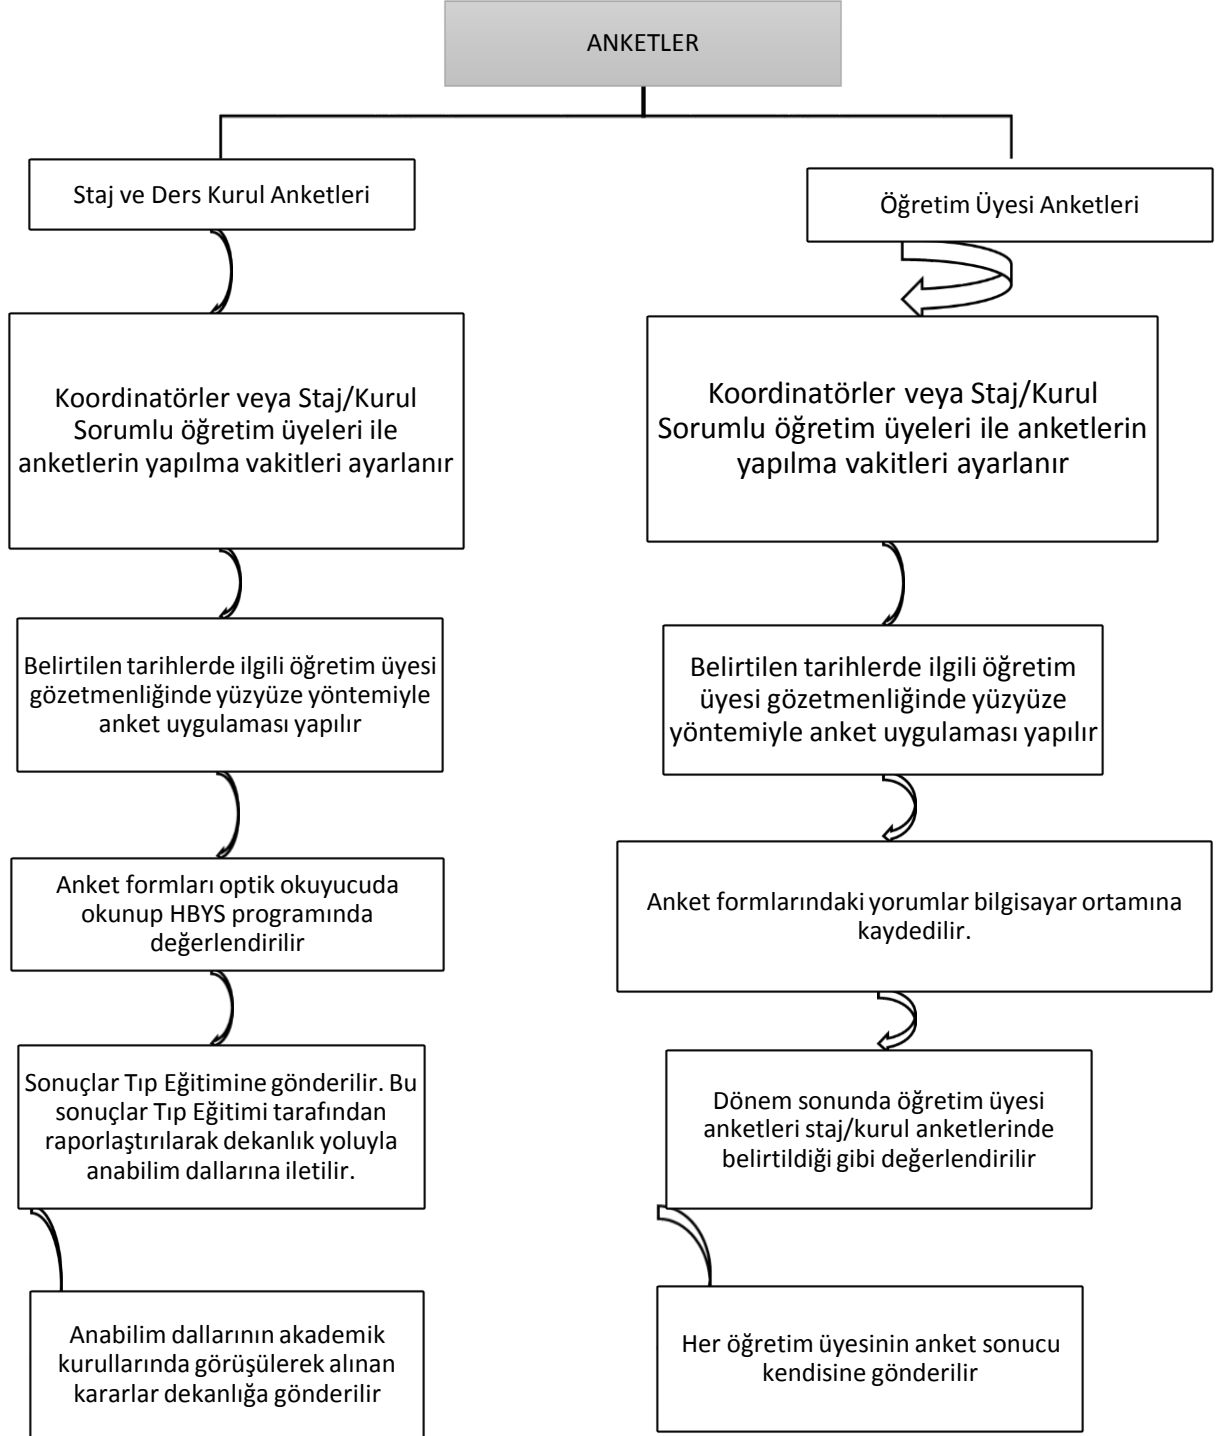 ANKETLER
Staj ve Ders Kurul Anketleri
Koordinatörler veya Staj/Kurul
Sorumlu öğretim üyeleri ile
anketlerin yapılma vakitleri ayarlanır
Belirtilen tarihlerde ilgili öğretim üyesi
gözetmenliğinde yüzyüze yöntemiyle
anket uygulaması yapılır
Anket formları optik okuyucuda
okunup HBYS programında
değerlendirilir
Sonuçlar Tıp Eğitimine gönderilir. Bu
sonuçlar Tıp Eğitimi tarafından
raporlaştırılarak dekanlık yoluyla
anabilim dallarına iletilir.
Anabilim dallarının akademik
kurullarında görüşülerek alınan
kararlar dekanlığa gönderilir
Öğretim Üyesi Anketleri
Koordinatörler veya Staj/Kurul
Sorumlu öğretim üyeleri ile anketlerin
yapılma vakitleri ayarlanır
Belirtilen tarihlerde ilgili öğretim
üyesi gözetmenliğinde yüzyüze
yöntemiyle anket uygulaması yapılır
Anket formlarındaki yorumlar bilgisayar ortamına
kaydedilir.
Dönem sonunda öğretim üyesi
anketleri staj/kurul anketlerinde
belirtildiği gibi değerlendirilir
Her öğretim üyesinin anket sonucu
kendisine gönderilir